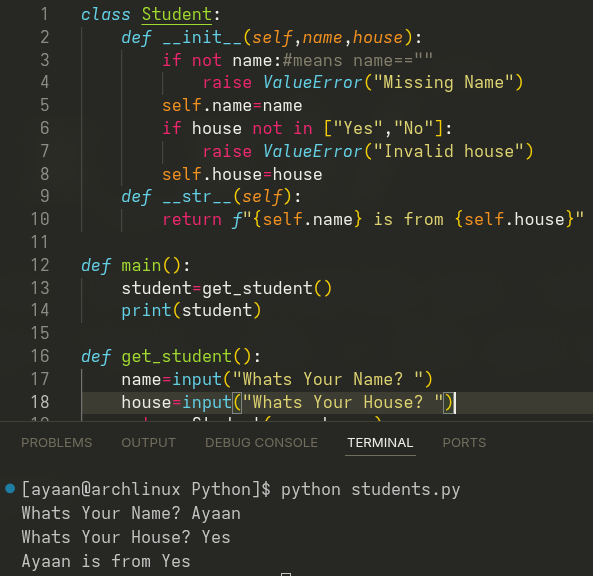 1 class Student:
2 def __init__(self,name,house):
3 if not name:#means name==""
4 raise ValueError("Missing Name")
5 self.name=name
6 if house not in ["Yes","No"]:
7 raise ValueError("Invalid house")
8 self.house=house
9 def __str__(self):
10 return f"{self.name} is from {self.house}"
11
12 def main():
13 student=get_student()
14 print(student)
15
16 def get_student():
17 name=input("Whats Your Name? ")
18 house=input("Whats Your House? ")
PROBLEMS OUTPUT DEBUG CONSOLE TERMINAL PORTS
[ayaan@archlinux Python]$ python students.py
Whats Your Name? Ayaan
Whats Your House? Yes
Ayaan is from Yes